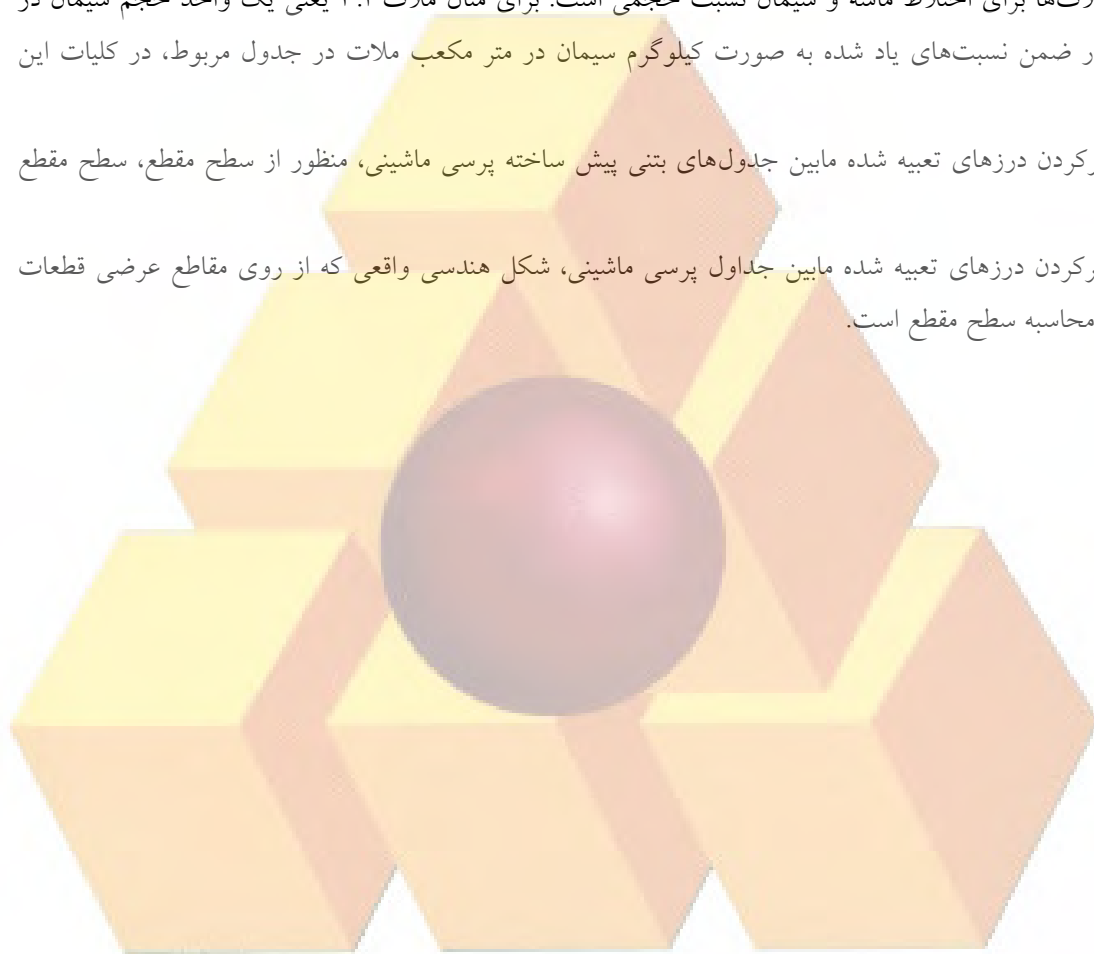 لات‌ها برای اختلاط ماسه و سیمان نسبت حجمی است. برای مثال ملات ۱:۳ یعنی یک واحد حجم سیمان در
ر ضمن نسبت‌های یاد شده به صورت کیلوگرم سیمان در متر مکعب ملات در جدول مربوط، در کلیات این
رکردن درزهای تعبیه شده مابین جدول‌های بتنی پیش ساخته پرسی ماشینی، منظور از سطح مقطع، سطح مقطع
رکردن درزهای تعبیه شده مابین جداول پرسی ماشینی، شکل هندسی واقعی که از روی مقاطع عرضی قطعات
محاسبه سطح مقطع است.